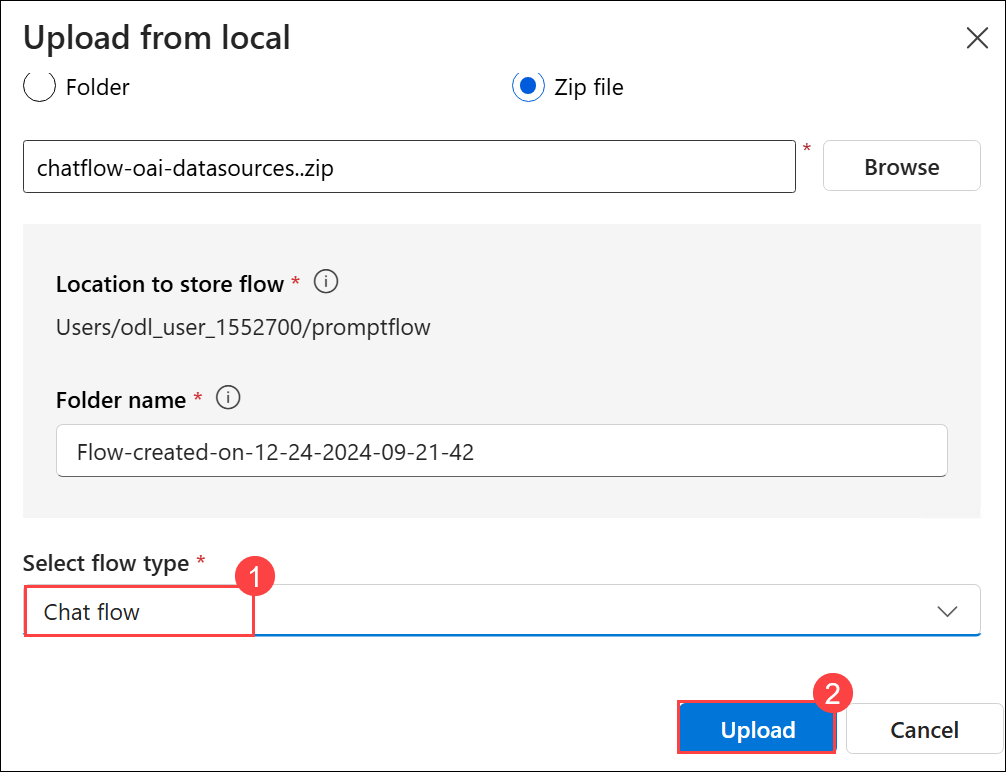 Upload from local
Folder
Zip file
chatflow-oai-datasources..zip
*
Browse
Location to store flow *
Users/odl_user_1552700/promptflow
Folder name *
Flow-created-on-12-24-2024-09-21-42
Select flow type *
1
Chat flow
2
Upload
Cancel